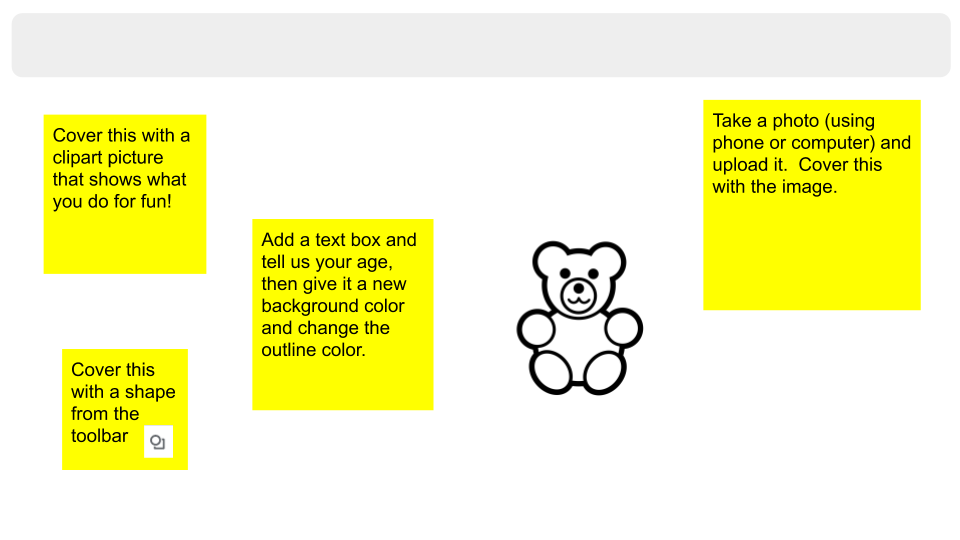 Cover this with a
clipart picture
that shows what
you do for fun!
Add a text box and
tell us your age,
then give it a new
background color
and change the
outline color.
Take a photo (using
phone or computer) and
upload it.  Cover this
with the image.
Cover this
with a shape
from the
toolbar